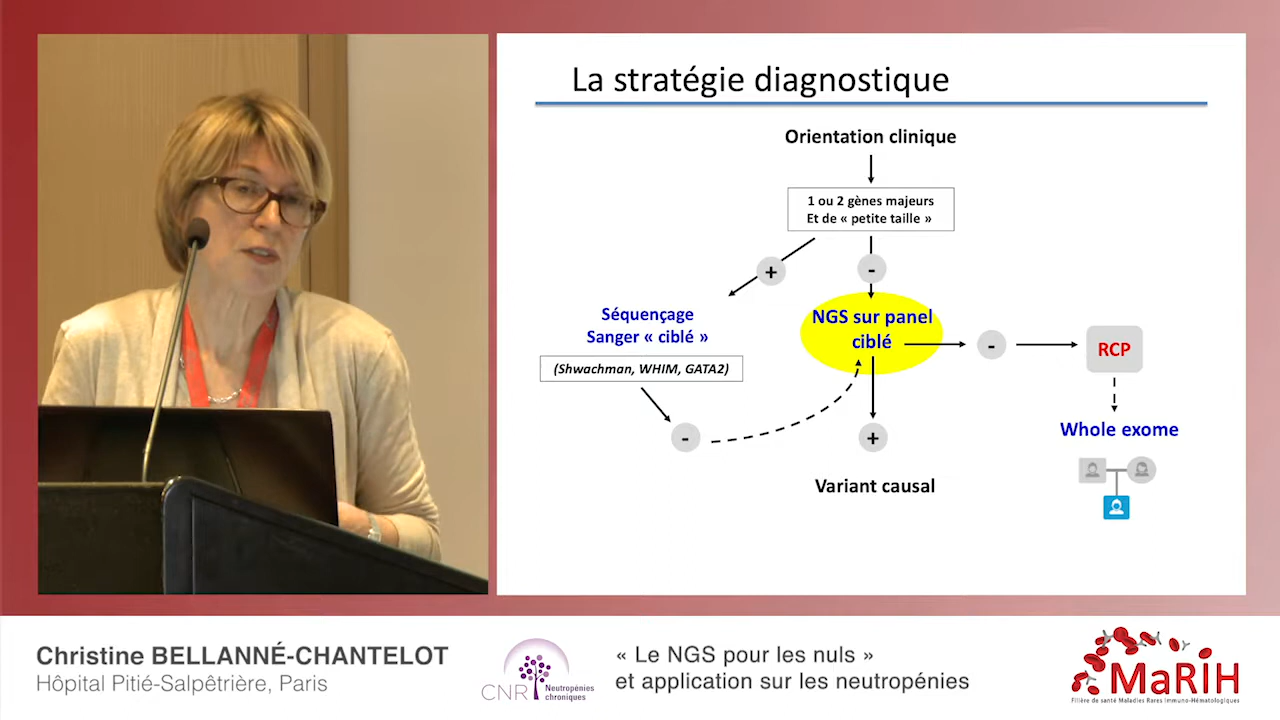 La stratégie diagnostique
Orientation clinique
1 ou 2 gènes majeurs
Et de « petite taille »
+
-
Séquençage
Sanger « ciblé »
(Shwachman, WHIM, GATA2)
-
NGS sur panel
ciblé
-
RCP
+
Variant causal
Whole exome
Christine BELLANNÉ-CHANTELOT
Hôpital Pitié-Salpêtrière, Paris
CNR Neutropénies
chroniques
« Le NGS pour les nuls »
et application sur les neutropénies
MaRIH
Filière de santé Maladies Rares Immuno-Hématologiques